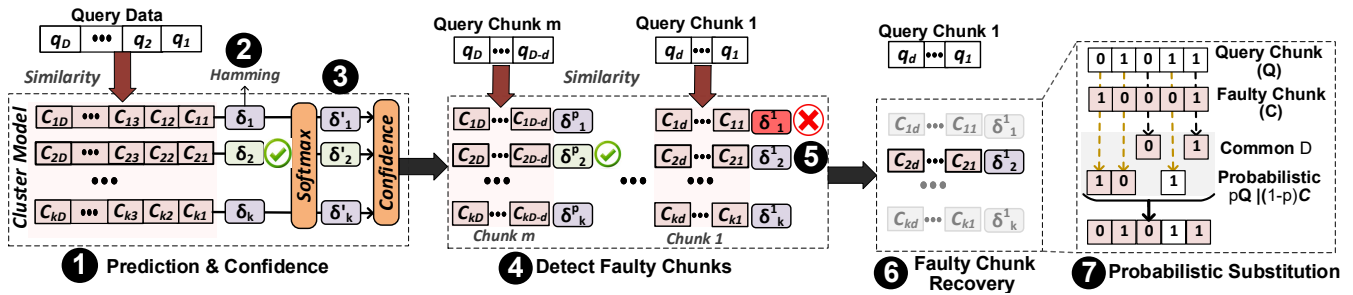 Query Data
q_D ••• q_2 q_1
Similarity
2
Hamming
3
Cluster Model
C_1D ••• C_13 C_12 C_11 δ_1 δ'_1
C_2D ••• C_23 C_22 C_21 δ_2 δ'_2
•••
C_kD ••• C_k3 C_k2 C_k1 δ_k δ'_k
Softmax
Confidence
1 Prediction & Confidence
Query Chunk m
q_D ••• q_D-d
Query Chunk 1
q_d ••• q_1
Similarity
C_1D ••• C_1D-d δ^p_1
C_2D ••• C_2D-d δ^p_2
•••
C_kD ••• C_kD-d δ^p_k
Chunk m
•••
C_1d ••• C_11 δ^1_1
C_2d ••• C_21 δ^1_2
•••
C_kd ••• C_k1 δ^1_k
Chunk 1
5
4 Detect Faulty Chunks
Query Chunk 1
q_d ••• q_1
C_1d ••• C_11 δ^1_1
C_2d ••• C_21 δ^1_2
•••
C_kd ••• C_k1 δ^1_k
6 Faulty Chunk
Recovery
0 1 0 1 1
Query Chunk
(Q)
1 0 0 0 1
Faulty Chunk
(C)
0 1 Common D
1 0 1 Probabilistic
pQ |(1-p)C
0 1 0 1 1
7 Probabilistic Substitution